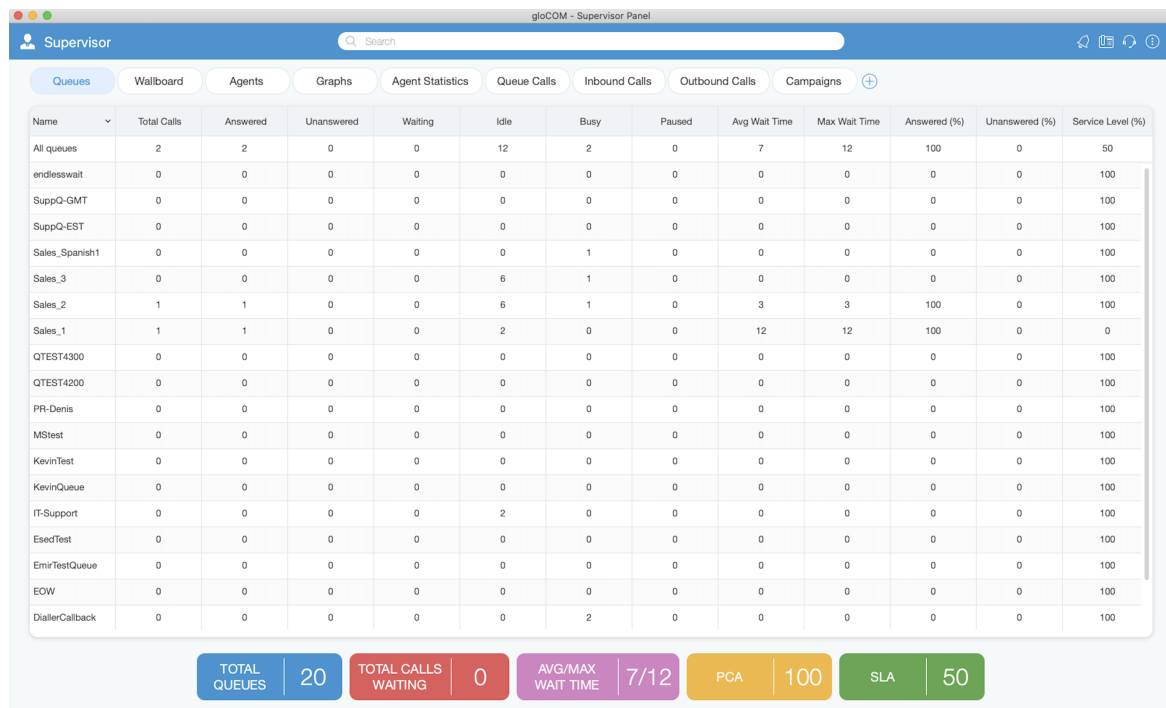 gloCOM - Supervisor Panel
Supervisor Search
Queues Wallboard Agents Graphs Agent Statistics Queue Calls Inbound Calls Outbound Calls Campaigns
Name Total Calls Answered Unanswered Waiting Idle Busy Paused Avg Wait Time Max Wait Time Answered (%) Unanswered (%) Service Level (%)
All queues 2 2 0 0 12 2 0 7 12 100 0 50
endlesswait 0 0 0 0 0 0 0 0 0 0 0 100
SuppQ-GMT 0 0 0 0 0 0 0 0 0 0 0 100
SuppQ-EST 0 0 0 0 0 0 0 0 0 0 0 100
Sales_Spanish1 0 0 0 0 0 1 0 0 0 0 0 100
Sales_3 0 0 0 0 6 1 0 0 0 0 0 100
Sales_2 1 1 0 0 6 1 0 3 3 100 0 100
Sales_1 1 1 0 0 2 0 0 12 12 100 0 0
QTEST4300 0 0 0 0 0 0 0 0 0 0 0 100
QTEST4200 0 0 0 0 0 0 0 0 0 0 0 100
PR-Denis 0 0 0 0 0 0 0 0 0 0 0 100
MStest 0 0 0 0 0 0 0 0 0 0 0 100
KevinTest 0 0 0 0 0 0 0 0 0 0 0 100
KevinQueue 0 0 0 0 0 0 0 0 0 0 0 100
IT-Support 0 0 0 0 2 0 0 0 0 0 0 100
EsedTest 0 0 0 0 0 0 0 0 0 0 0 100
EmirTestQueue 0 0 0 0 0 0 0 0 0 0 0 100
EOW 0 0 0 0 0 0 0 0 0 0 0 100
DiallerCallback 0 0 0 0 0 2 0 0 0 0 0 100
TOTAL QUEUES 20
TOTAL CALLS WAITING 0
AVG/MAX WAIT TIME 7/12
PCA 100
SLA 50